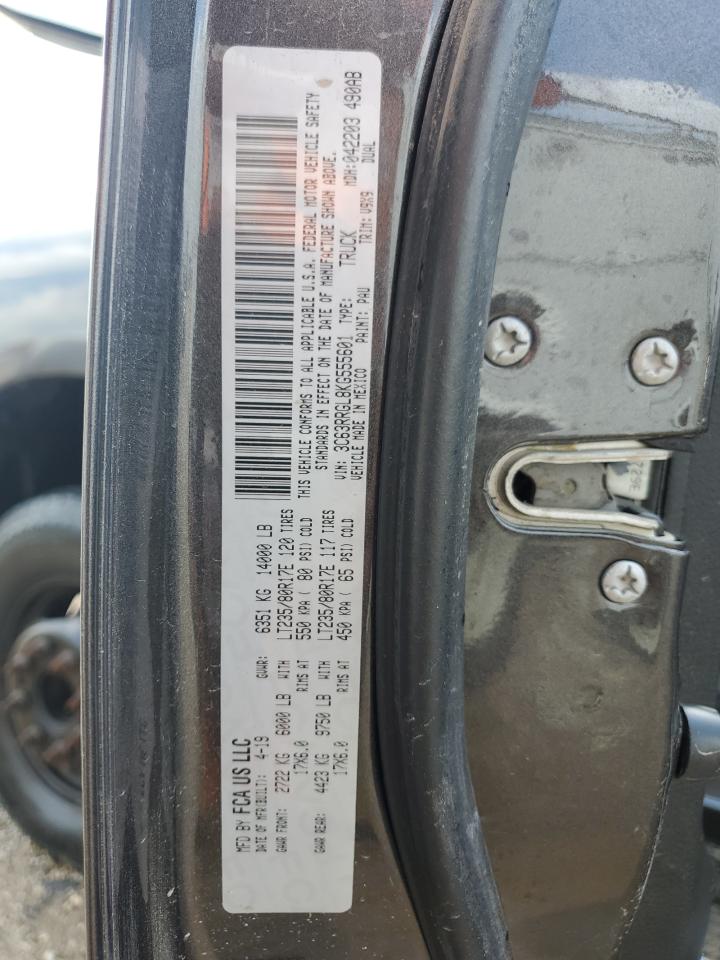 MFD BY FCA US LLC
DATE OF MFR(BUILT): 4-19 GVWR: 6351 KG 14000 LB
GAWR FRONT: 2722 KG 6000 LB WITH LT235/80R17E 120 TIRES
17X6.0 RIMS AT 550 KPA ( 80 PSI) COLD
GAWR REAR: 4423 KG 9750 LB WITH LT235/80R17E 117 TIRES
17X6.0 RIMS AT 450 KPA ( 65 PSI) COLD
THIS VEHICLE CONFORMS TO ALL APPLICABLE U.S.A. FEDERAL MOTOR VEHICLE SAFETY
STANDARDS IN EFFECT ON THE DATE OF MANUFACTURE SHOWN ABOVE.
VIN: 3C63RRGL8KG555601 TYPE: TRUCK MDH:042203 490AB
VEHICLE MADE IN MEXICO PAINT: PAU TRIM: V9X9 DUAL
3602